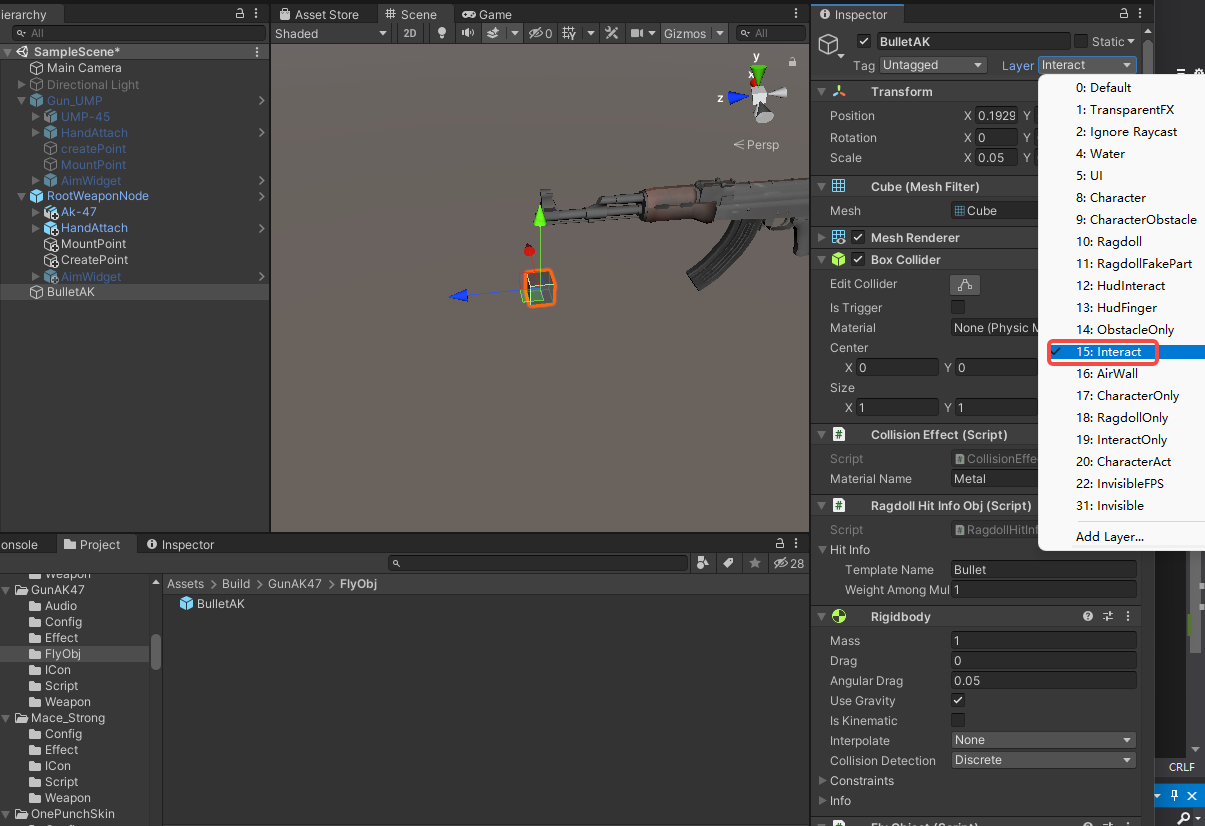 ierarchy
Asset Store
Scene
Game
Inspector
All
Shaded
2D
0
Gizmos
All
BulletAK
Static
Tag
Untagged
Layer
Interact
SampleScene*
Main Camera
Directional Light
Gun_UMP
UMP-45
HandAttach
createPoint
MountPoint
AimWidget
RootWeaponNode
Ak-47
HandAttach
MountPoint
CreatePoint
AimWidget
BulletAK
y
x
z
Persp
Transform
Position X 0.1929 Y
Rotation X 0 Y
Scale X 0.05 Y
Cube (Mesh Filter)
Mesh Cube
Mesh Renderer
Box Collider
Edit Collider
Is Trigger
Material None (Physic M
Center
X 0 Y 0
Size
X 1 Y 1
Collision Effect (Script)
Script CollisionEffe
Material Name Metal
Ragdoll Hit Info Obj (Script)
Script RagdollHitInf
Hit Info
Template Name Bullet
Weight Among Mul 1
Rigidbody
Mass 1
Drag 0
Angular Drag 0.05
Use Gravity
Is Kinematic
Interpolate None
Collision Detection Discrete
Constraints
Info
Fly Object (Script)
0: Default
1: TransparentFX
2: Ignore Raycast
4: Water
5: UI
8: Character
9: CharacterObstacle
10: Ragdoll
11: RagdollFakePart
12: HudInteract
13: HudFinger
14: ObstacleOnly
15: Interact
16: AirWall
17: CharacterOnly
18: RagdollOnly
19: InteractOnly
20: CharacterAct
22: InvisibleFPS
31: Invisible
Add Layer...
onsole
Project
Inspector
28
Weapon
GunAK47
Audio
Config
Effect
FlyObj
ICon
Script
Weapon
Mace_Strong
Config
Effect
ICon
Script
Weapon
OnePunchSkin
Assets > Build > GunAK47 > FlyObj
BulletAK
CRLF